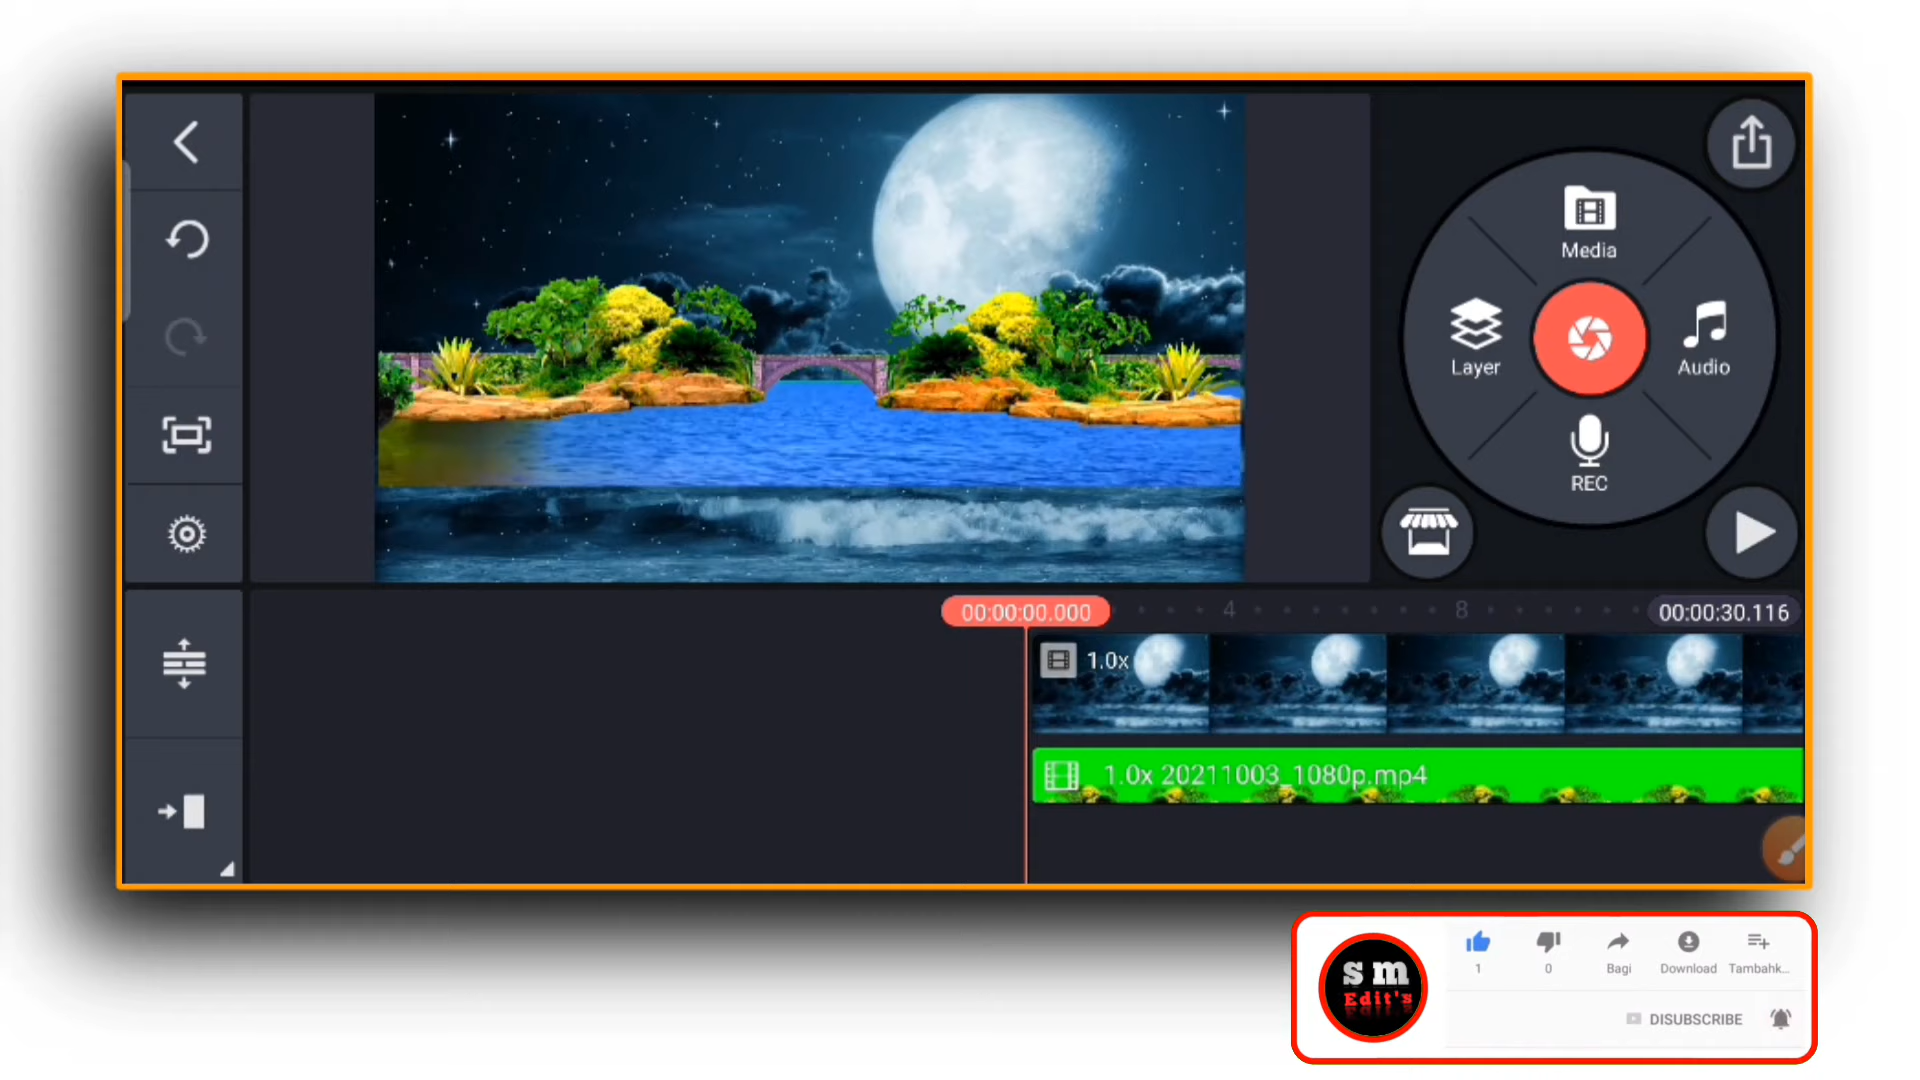 Media
Layer
Audio
REC
00:00:00.000
4
8
00:00:30.116
1.0x
1.0x 20211003_1080p.mp4
s m
Edit's
1
0
Bagi
Download
Tambahk...
DISUBSCRIBE